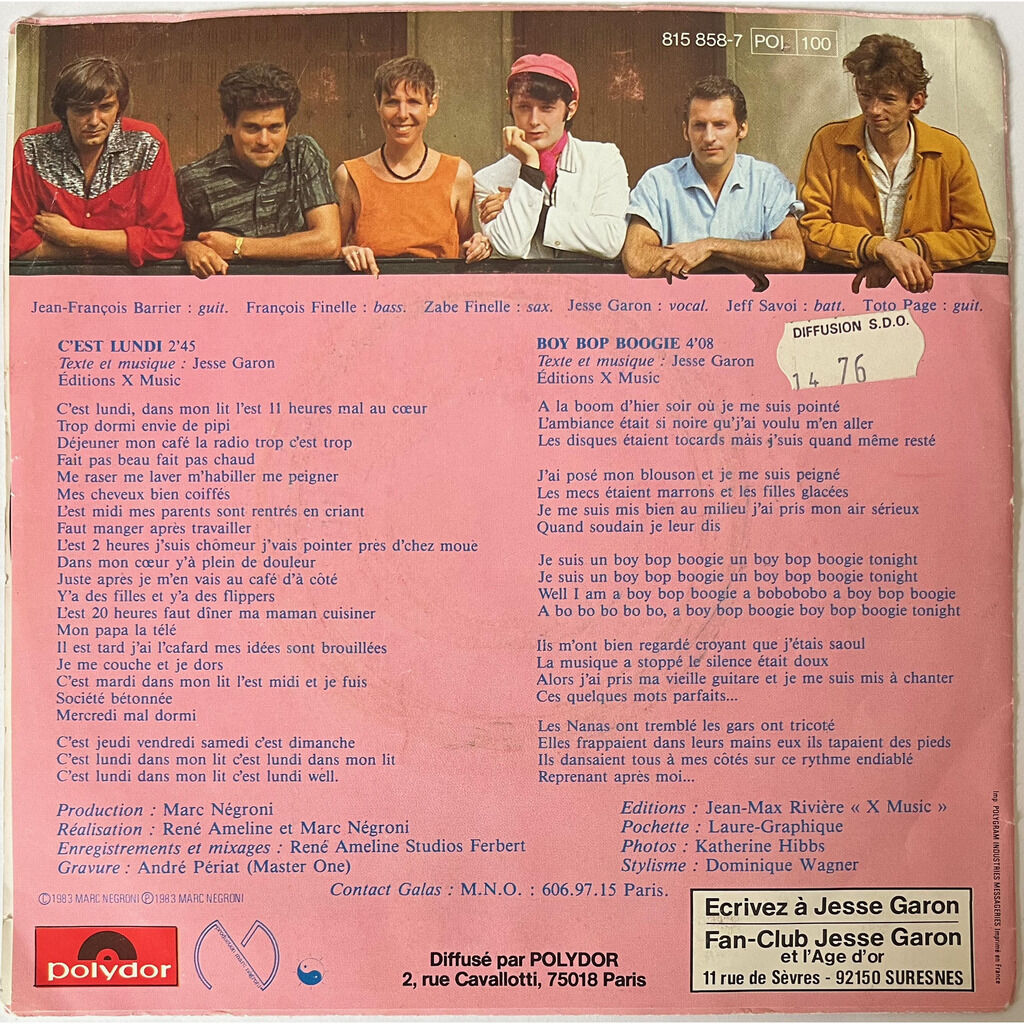 815 858-7 POL 100
Jean-François Barrier : guit. François Finelle : bass. Zabe Finelle : sax. Jesse Garon : vocal. Jeff Savoi : batt. Toto Page : guit.
DIFFUSION S.D.O.
14 76
C'EST LUNDI 2'45
Texte et musique : Jesse Garon
Éditions X Music
C'est lundi, dans mon lit l'est 11 heures mal au cœur
Trop dormi envie de pipi
Déjeuner mon café la radio trop c'est trop
Fait pas beau fait pas chaud
Me raser me laver m'habiller me peigner
Mes cheveux bien coiffés
L'est midi mes parents sont rentrés en criant
Faut manger après travailler
L'est 2 heures j'suis chômeur j'vais pointer près d'chez moué
Dans mon cœur y'à plein de douleur
Juste après je m'en vais au café d'à côté
Y'a des filles et y'a des flippers
L'est 20 heures faut dîner ma maman cuisiner
Mon papa la télé
Il est tard j'ai l'cafard mes idées sont brouillées
Je me couche et je dors
C'est mardi dans mon lit l'est midi et je fuis
Société bétonnée
Mercredi mal dormi
C'est jeudi vendredi samedi c'est dimanche
C'est lundi dans mon lit c'est lundi dans mon lit
C'est lundi dans mon lit c'est lundi well.
BOY BOP BOOGIE 4'08
Texte et musique : Jesse Garon
Éditions X Music
A la boom d'hier soir où je me suis pointé
L'ambiance était si noire qu'j'ai voulu m'en aller
Les disques étaient tocards màis j'suis quand même resté
J'ai posé mon blouson et je me suis peigné
Les mecs étaient marrons et les filles glacées
Je me suis mis bien au milieu j'ai pris mon air sérieux
Quand soudain je leur dis
Je suis un boy bop boogie un boy bop boogie tonight
Je suis un boy bop boogie un boy bop boogie tonight
Well I am a boy bop boogie a bobobobo a boy bop boogie
A bo bo bo bo bo, a boy bop boogie boy bop boogie tonight
Ils m'ont bien regardé croyant que j'étais saoul
La musique a stoppé le silence était doux
Alors j'ai pris ma vieille guitare et je me suis mis à chanter
Ces quelques mots parfaits...
Les Nanas ont tremblé les gars ont tricoté
Elles frappaient dans leurs mains eux ils tapaient des pieds
Ils dansaient tous à mes côtés sur ce rythme endiablé
Reprenant après moi...
Production : Marc Négroni
Réalisation : René Ameline et Marc Négroni
Enregistrements et mixages : René Ameline Studios Ferbert
Gravure : André Périat (Master One)
Editions : Jean-Max Rivière « X Music »
Pochette : Laure-Graphique
Photos : Katherine Hibbs
Stylisme : Dominique Wagner
Contact Galas : M.N.O. : 606.97.15 Paris.
©1983 MARC NEGRONI ℗1983 MARC NEGRONI
polydor
production marc négroni
Diffusé par POLYDOR
2, rue Cavallotti, 75018 Paris
Ecrivez à Jesse Garon
Fan-Club Jesse Garon
et l'Age d'or
11 rue de Sèvres - 92150 SURESNES
Imp. POLYGRAM INDUSTRIES MESSAGERIES Imprimé en France